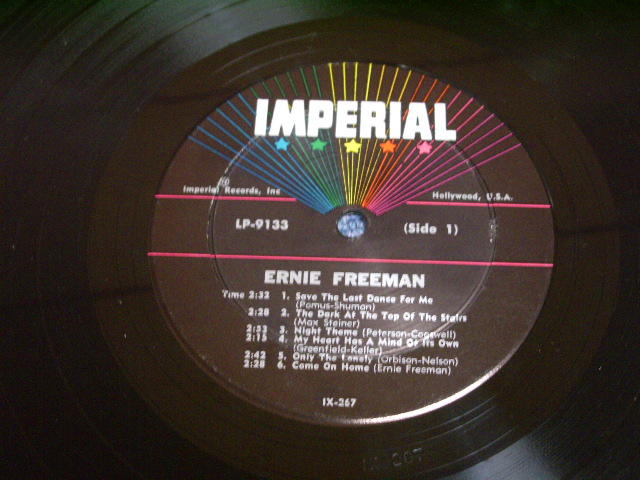 IMPERIAL
Imperial Records, Inc Hollywood, U.S.A.
LP-9133 (Side 1)
ERNIE FREEMAN
Time 2:32 1. Save The Last Dance For Me
(Pomus-Shuman)
2:28 2. The Dark At The Top Of The Stairs
(Max Steiner)
2:53 3. Night Theme (Peterson-Cogswell)
2:15 4. My Heart Has A Mind Of Its Own
(Greenfield-Keller)
2:42 5. Only The Lonely (Orbison-Nelson)
2:28 6. Come On Home (Ernie Freeman)
IX-267
IX 267